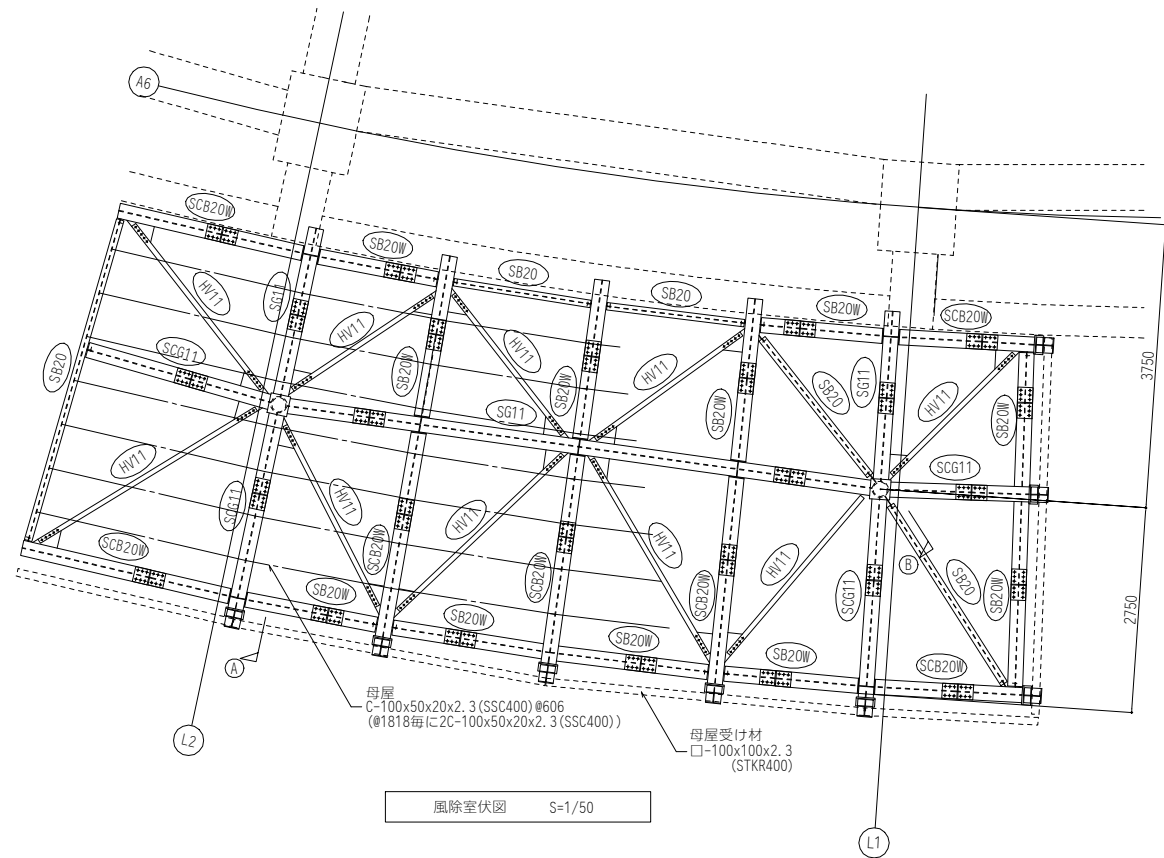 A6
SCB20W
SB20W
SB20
SB20
SB20W
SCB20W
HV11
SG11
HV11
SCG11
SB20
SB20W
HV11
SB20W
HV11
SG11
SB20W
SB20
SG11
HV11
SB20W
SCG11
3750
HV11
SCG11
HV11
SCB20W
HV11
SCB20W
HV11
SCB20W
HV11
SCG11
B
SB20
SB20W
2750
SCB20W
SB20W
SB20W
SB20W
SB20W
SCB20W
A
母屋
C-100x50x20x2.3(SSC400)@606
(@1818毎に2C-100x50x20x2.3(SSC400))
母屋受け材
□-100x100x2.3
(STKR400)
L2
風除室伏図 S=1/50
L1